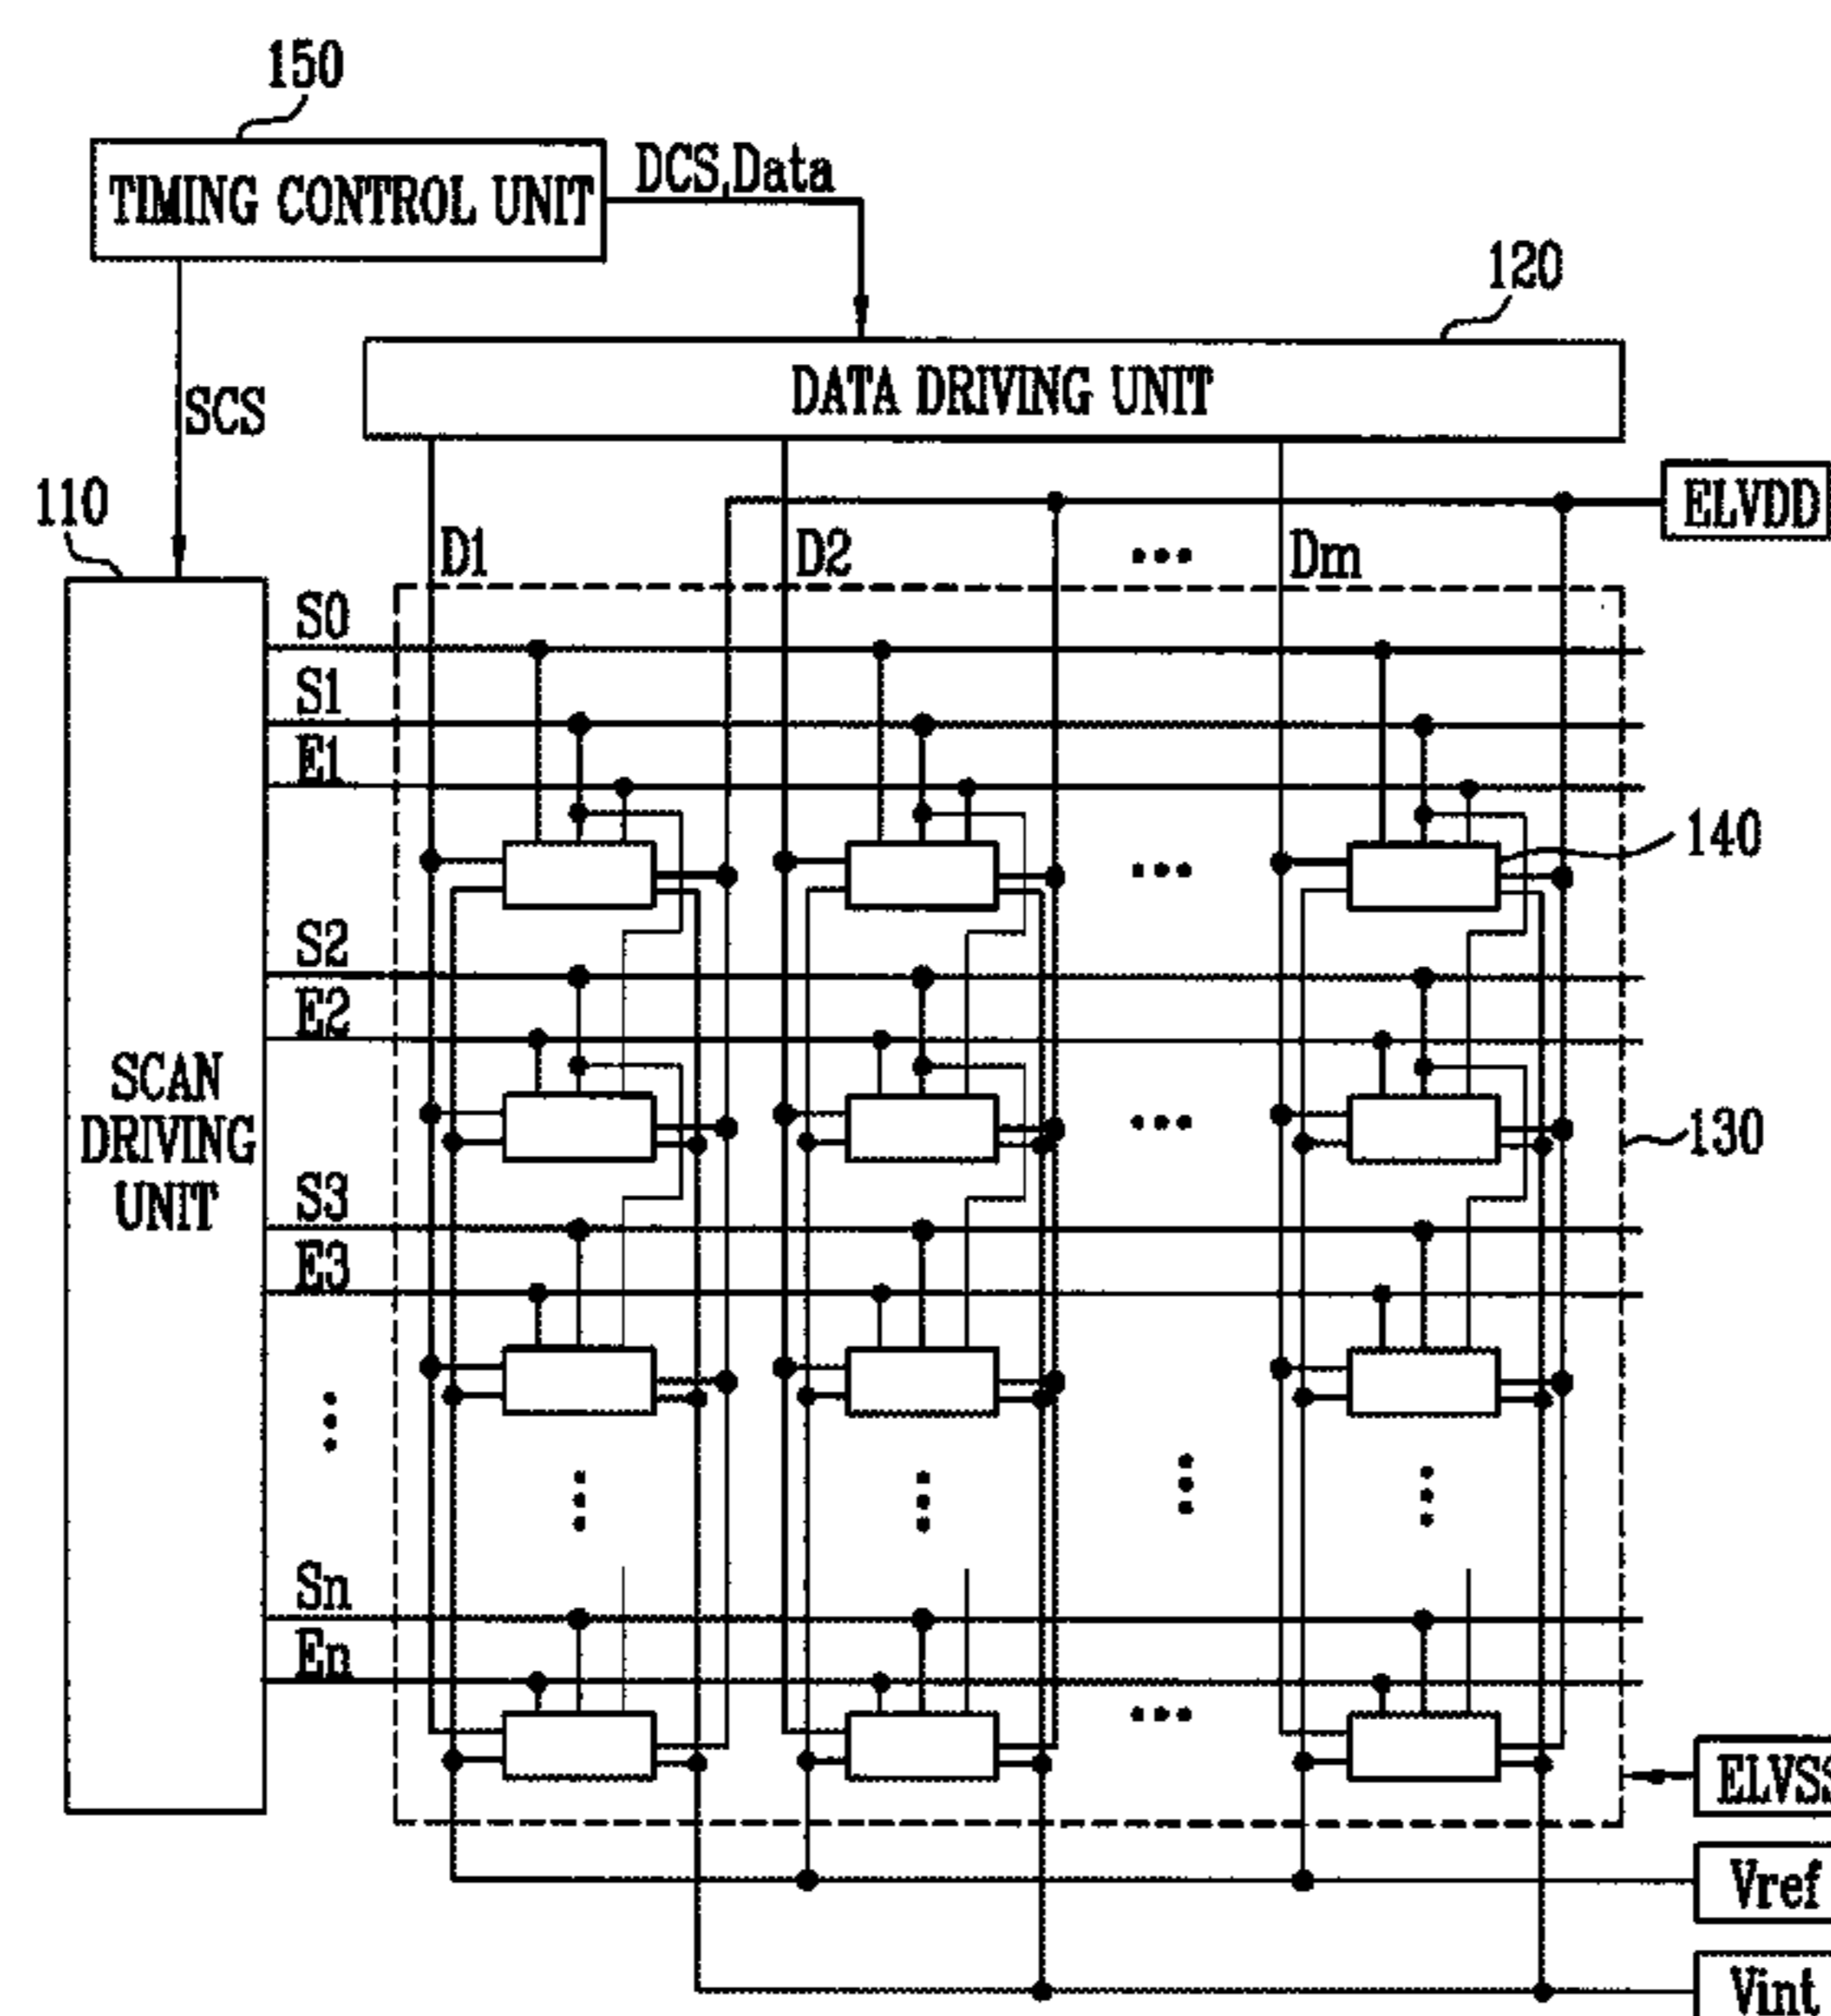 150
TIMING CONTROL UNIT
DCS,Data
120
DATA DRIVING UNIT
SCS
110
ELVDD
D1
D2
Dm
S0
S1
E1
140
S2
E2
SCAN
DRIVING
UNIT
130
S3
E3
Sn
En
ELVSS
Vref
Vint